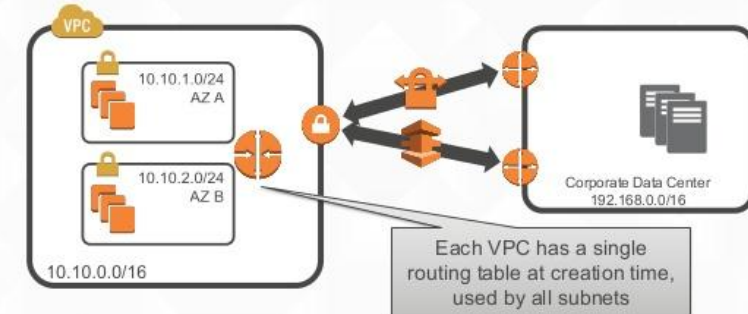 VPC
10.10.1.0/24
AZ A
10.10.2.0/24
AZ B
10.10.0.0/16
Corporate Data Center
192.168.0.0/16
Each VPC has a single
routing table at creation time,
used by all subnets